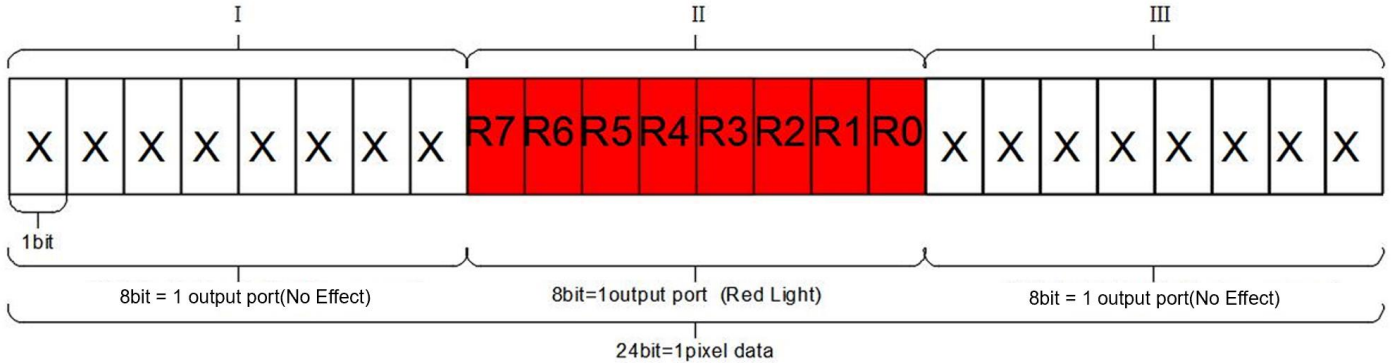 I II III
X X X X X X X X R7 R6 R5 R4 R3 R2 R1 R0 X X X X X X X X
1bit
8bit = 1 output port(No Effect) 8bit=1output port (Red Light) 8bit = 1 output port(No Effect)
24bit=1pixel data